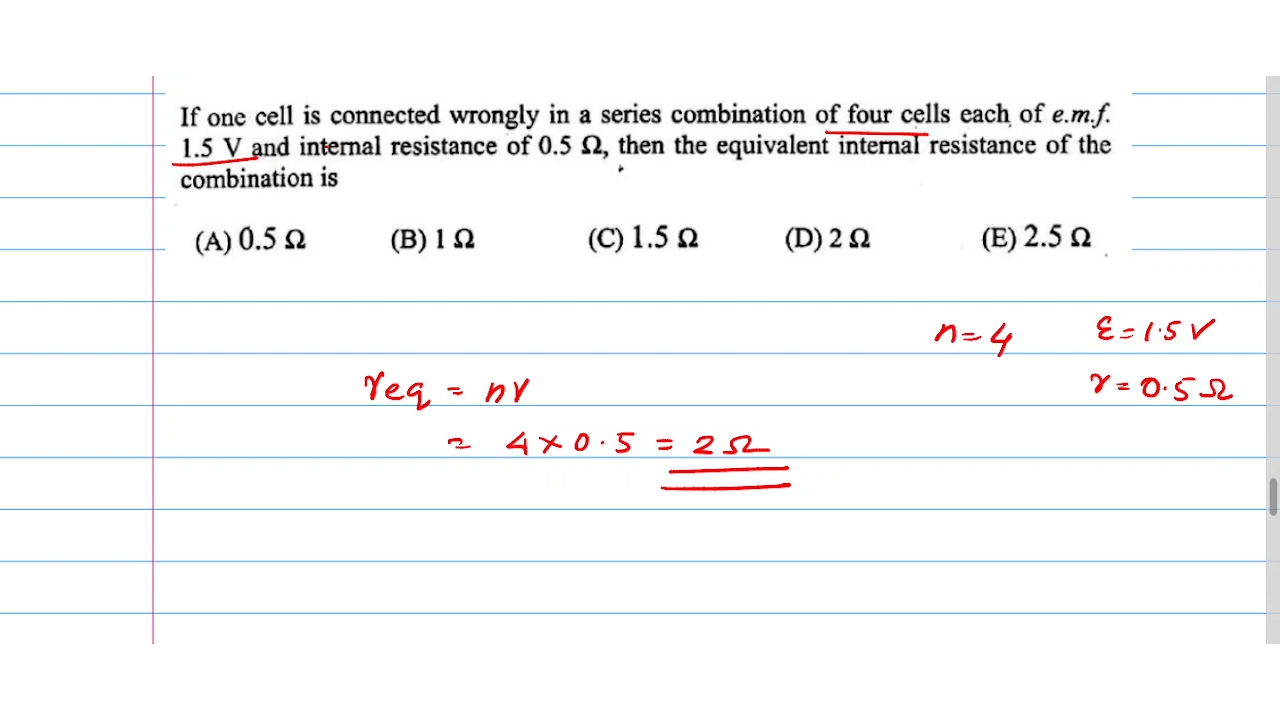 If one cell is connected wrongly in a series combination of four cells each of e.m.f.
1.5 V and internal resistance of 0.5 Ω, then the equivalent internal resistance of the
combination is
(A) 0.5 Ω (B) 1 Ω (C) 1.5 Ω (D) 2 Ω (E) 2.5 Ω
n = 4 ε = 1.5 V
req = nr r = 0.5 Ω
= 4 × 0.5 = 2 Ω